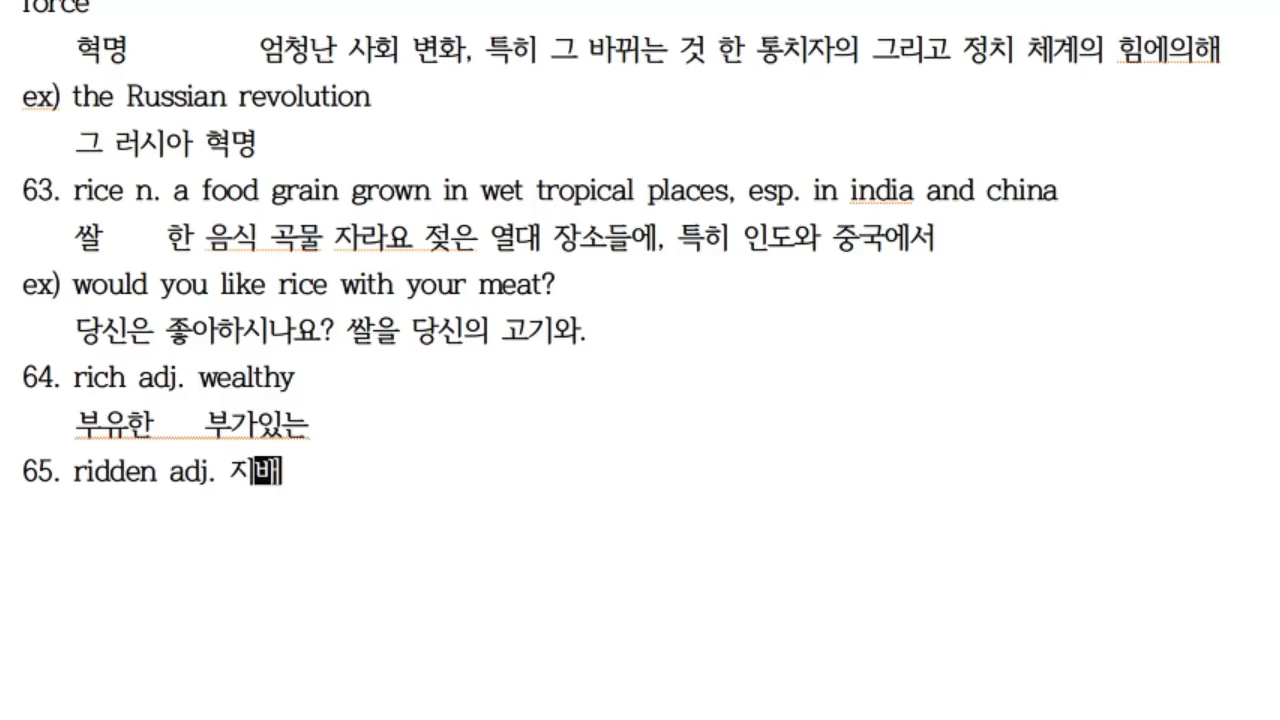 force
혁명 엄청난 사회 변화, 특히 그 바뀌는 것 한 통치자의 그리고 정치 체계의 힘에의해
ex) the Russian revolution
그 러시아 혁명
63. rice n. a food grain grown in wet tropical places, esp. in india and china
쌀 한 음식 곡물 자라요 젖은 열대 장소들에, 특히 인도와 중국에서
ex) would you like rice with your meat?
당신은 좋아하시나요? 쌀을 당신의 고기와.
64. rich adj. wealthy
부유한 부가있는
65. ridden adj. 지배